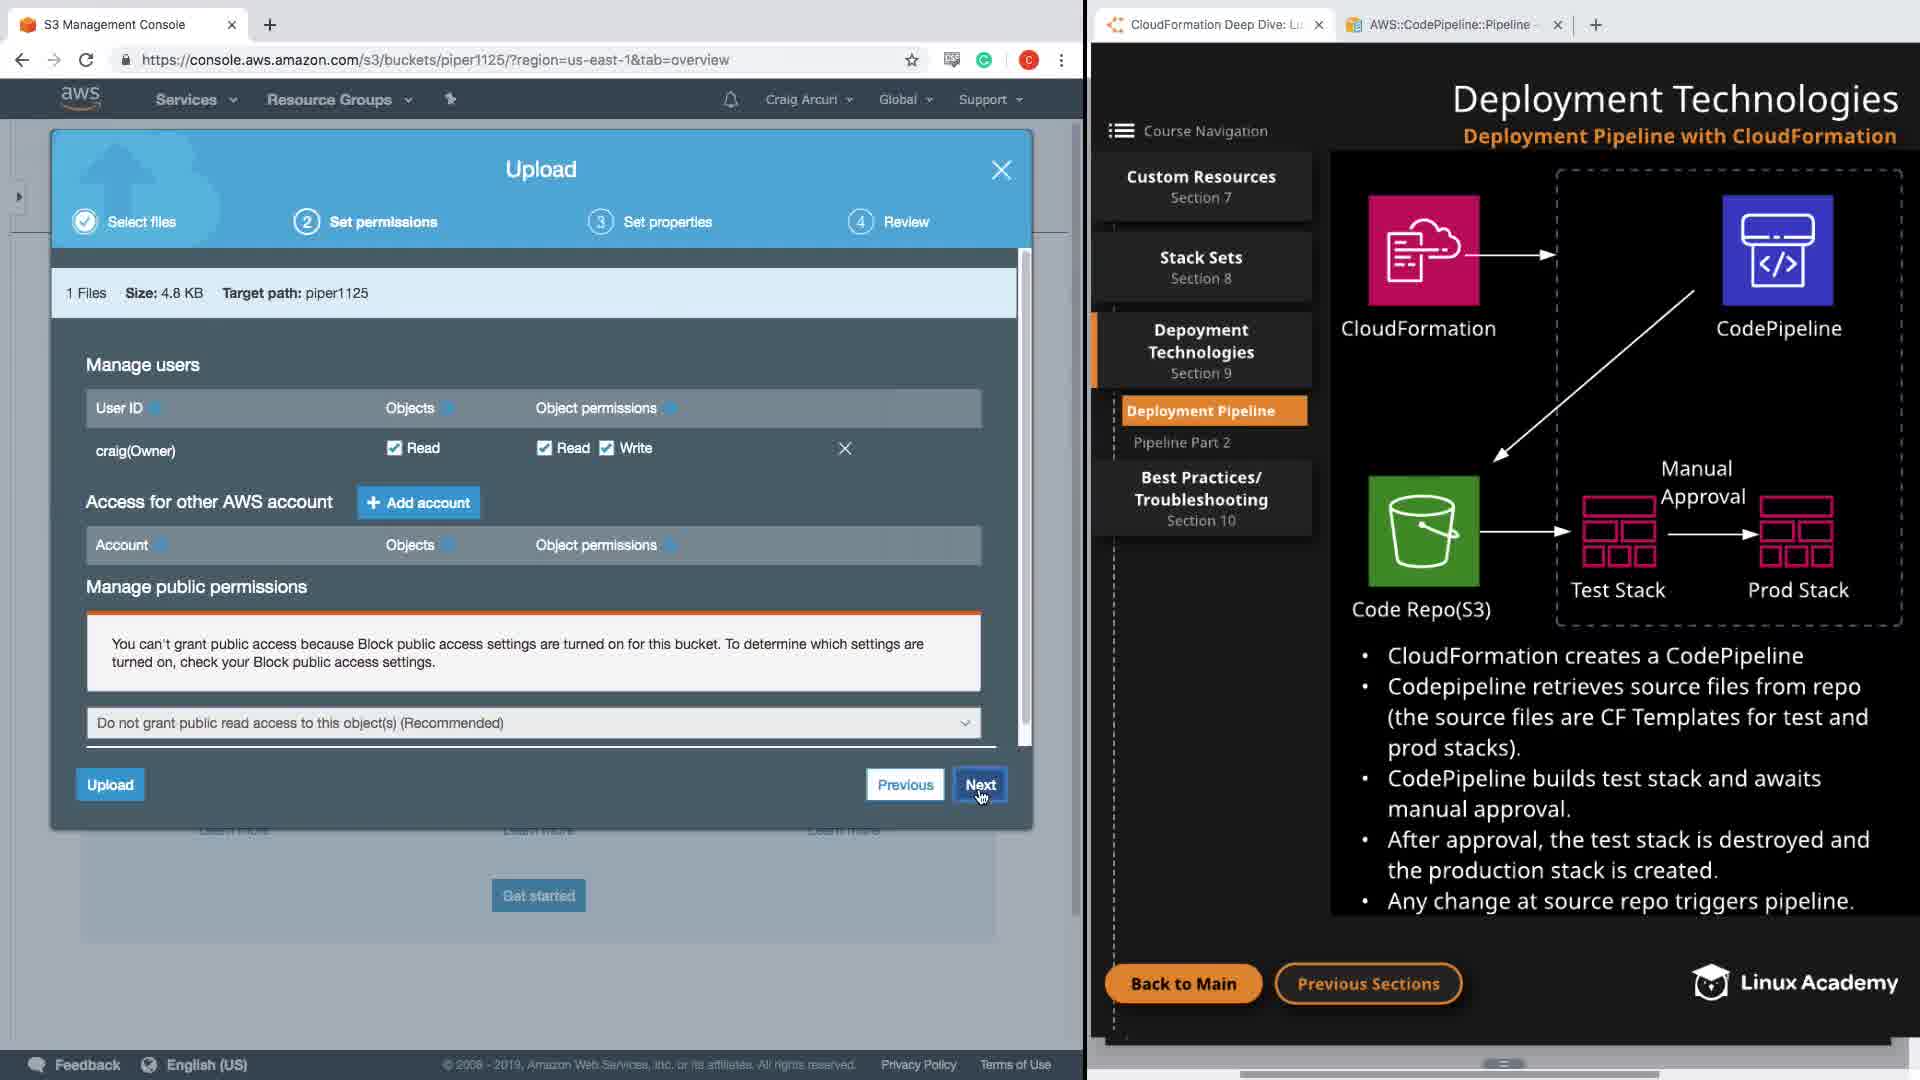 S3 Management Console
https://console.aws.amazon.com/s3/buckets/piper1125/?region=us-east-1&tab=overview
C
aws
Services
Resource Groups
Craig Arcuri
Global
Support
Upload
Select files
2 Set permissions
3 Set properties
4 Review
1 Files Size: 4.8 KB Target path: piper1125
Manage users
User ID Objects Object permissions
craig(Owner) Read Read Write
Access for other AWS account + Add account
Account Objects Object permissions
Manage public permissions
You can't grant public access because Block public access settings are turned on for this bucket. To determine which settings are
turned on, check your Block public access settings.
Do not grant public read access to this object(s) (Recommended)
Upload Previous Next
Learn more Learn more Learn more
Get started
Feedback English (US) © 2008 - 2019, Amazon Web Services, Inc. or its affiliates. All rights reserved. Privacy Policy Terms of Use
CloudFormation Deep Dive: Li
AWS::CodePipeline::Pipeline
Deployment Technologies
Deployment Pipeline with CloudFormation
Course Navigation
Custom Resources
Section 7
Stack Sets
Section 8
Depoyment
Technologies
Section 9
Deployment Pipeline
Pipeline Part 2
Best Practices/
Troubleshooting
Section 10
CloudFormation
CodePipeline
Manual
Approval
Code Repo(S3)
Test Stack
Prod Stack
• CloudFormation creates a CodePipeline
• Codepipeline retrieves source files from repo
(the source files are CF Templates for test and
prod stacks).
• CodePipeline builds test stack and awaits
manual approval.
• After approval, the test stack is destroyed and
the production stack is created.
• Any change at source repo triggers pipeline.
Back to Main
Previous Sections
Linux Academy